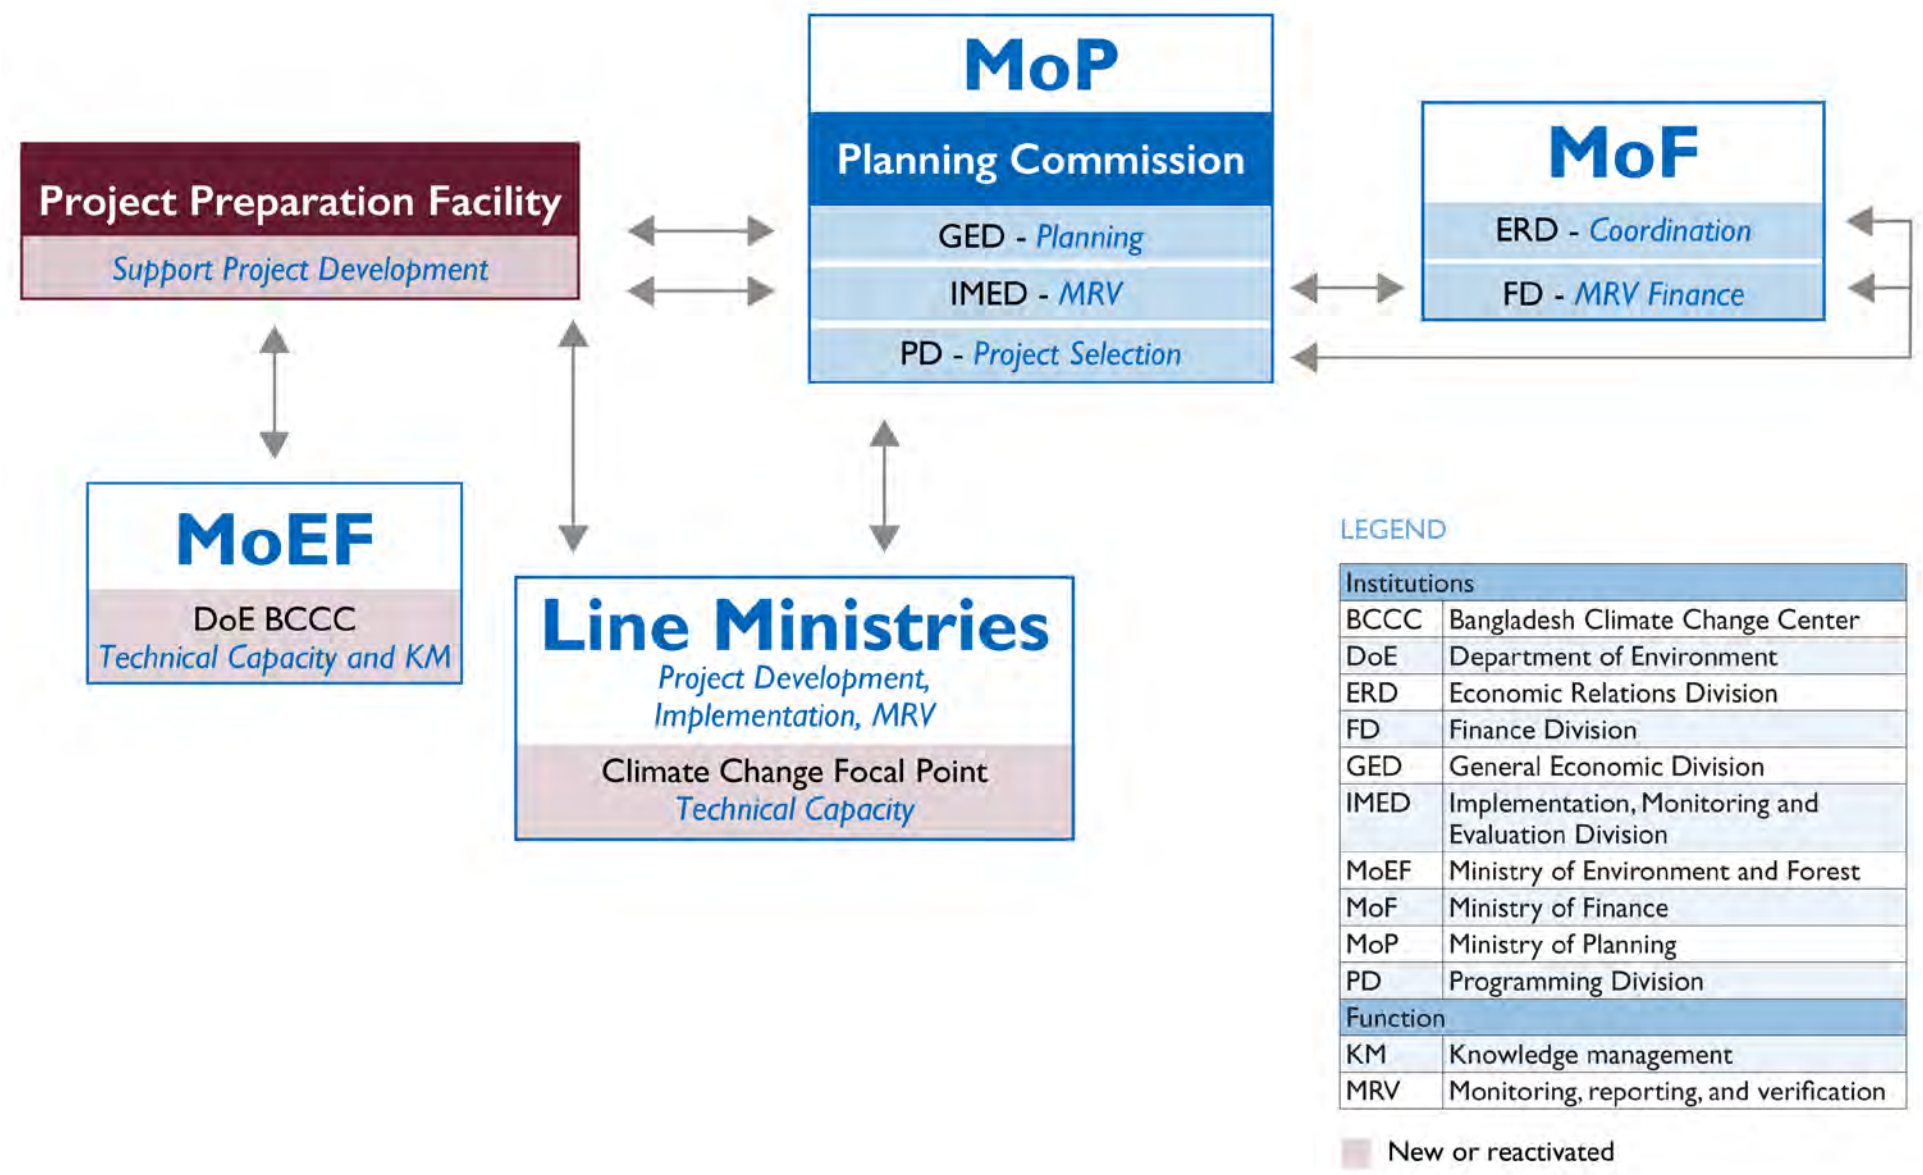 MoP
Planning Commission
GED - Planning
IMED - MRV
PD - Project Selection
MoF
ERD - Coordination
FD - MRV Finance
Project Preparation Facility
Support Project Development
MoEF
DoE BCCC
Technical Capacity and KM
Line Ministries
Project Development,
Implementation, MRV
Climate Change Focal Point
Technical Capacity
LEGEND
Institutions
BCCC Bangladesh Climate Change Center
DoE Department of Environment
ERD Economic Relations Division
FD Finance Division
GED General Economic Division
IMED Implementation, Monitoring and
Evaluation Division
MoEF Ministry of Environment and Forest
MoF Ministry of Finance
MoP Ministry of Planning
PD Programming Division
Function
KM Knowledge management
MRV Monitoring, reporting, and verification
New or reactivated